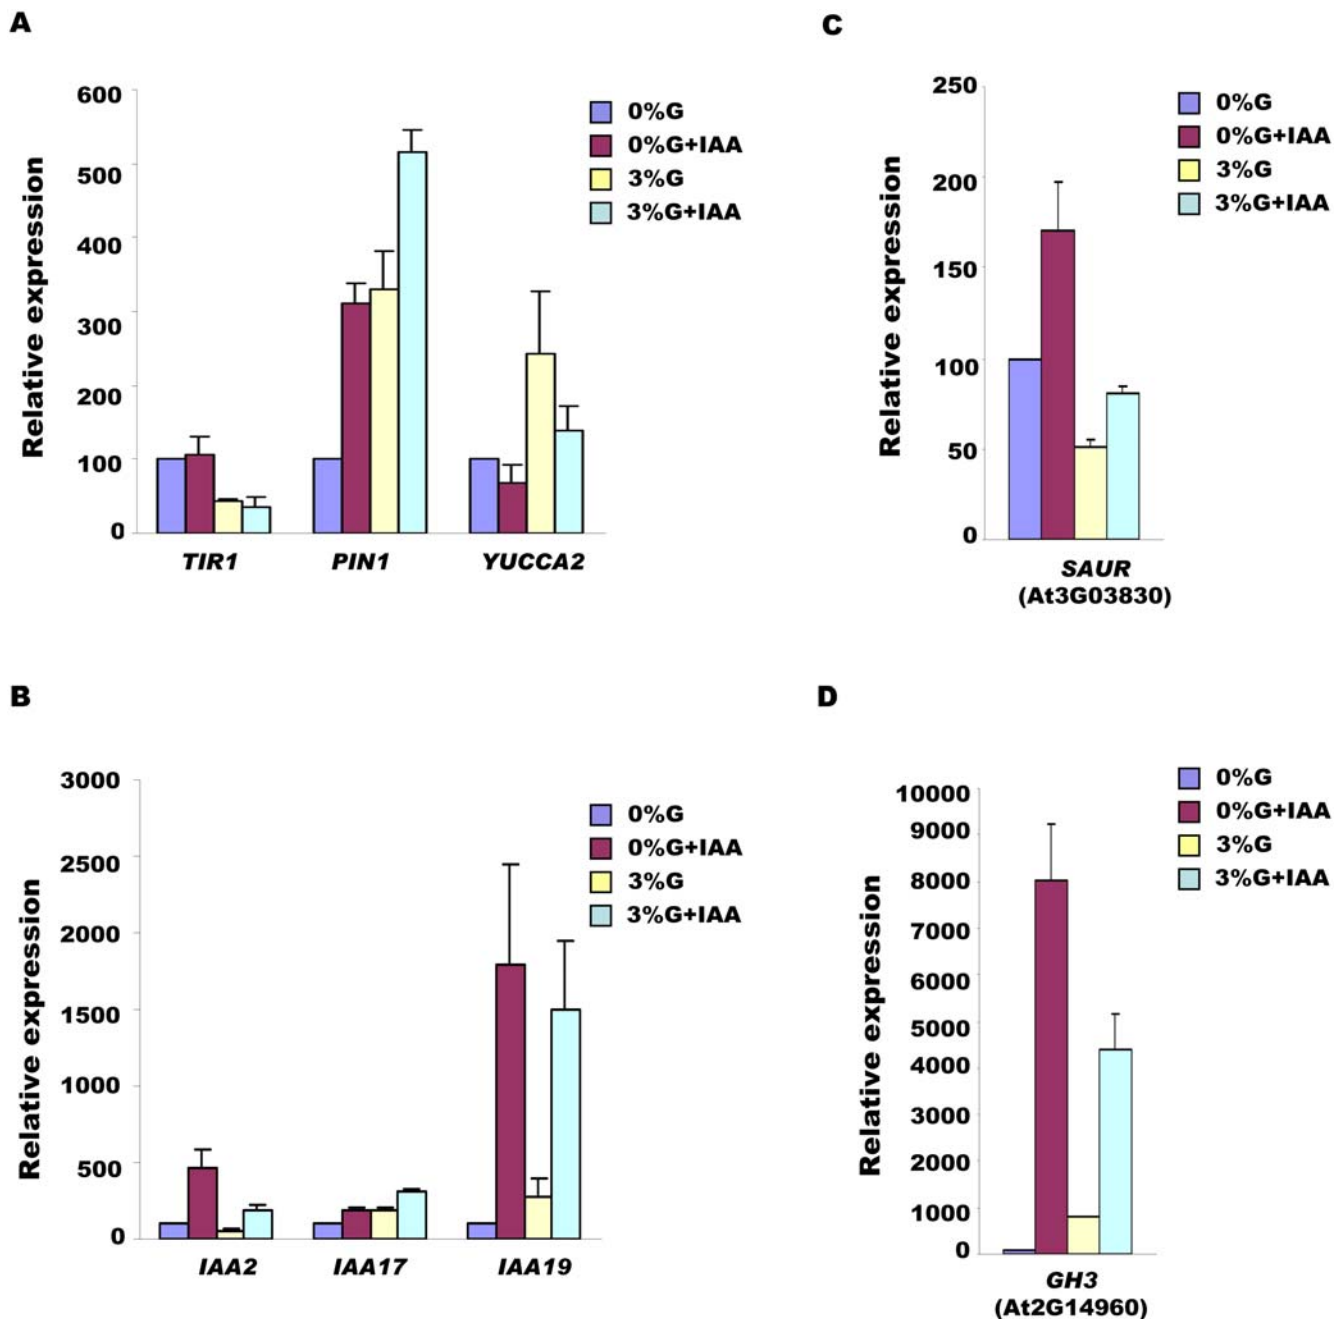 A
600
500
400
300
200
100
0
Relative expression
0%G
0%G+IAA
3%G
3%G+IAA
TIR1 PIN1 YUCCA2
C
250
200
150
100
50
0
Relative expression
0%G
0%G+IAA
3%G
3%G+IAA
SAUR
(At3G03830)
B
3000
2500
2000
1500
1000
500
0
Relative expression
0%G
0%G+IAA
3%G
3%G+IAA
IAA2 IAA17 IAA19
D
10000
9000
8000
7000
6000
5000
4000
3000
2000
1000
0
Relative expression
0%G
0%G+IAA
3%G
3%G+IAA
GH3
(At2G14960)